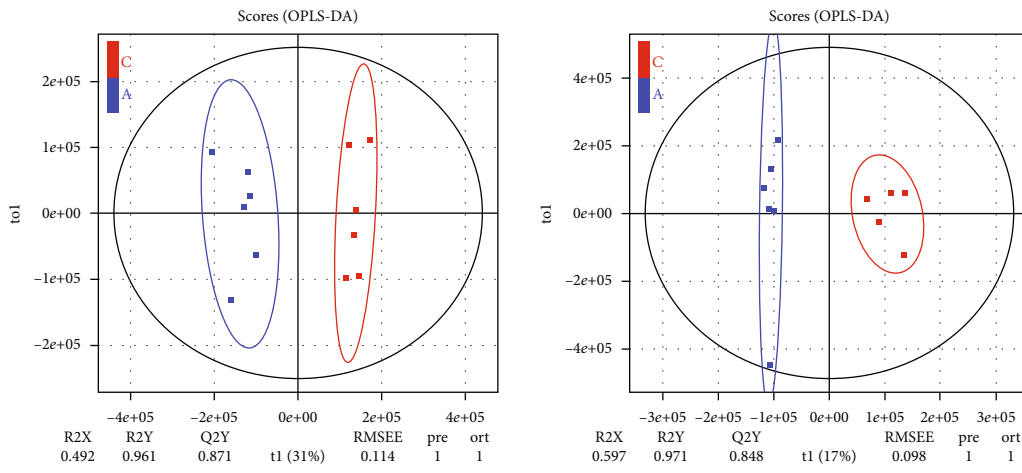 Scores (OPLS-DA)
C
A
to1
2e+05
1e+05
0e+00
−1e+05
−2e+05
−4e+05 −2e+05 0e+00 2e+05 4e+05
R2X R2Y Q2Y RMSEE pre ort
0.492 0.961 0.871 t1 (31%) 0.114 1 1
Scores (OPLS-DA)
C
A
to1
4e+05
2e+05
0e+00
−2e+05
−4e+05
−3e+05 −2e+05 −1e+05 0e+00 1e+05 2e+05 3e+05
R2X R2Y Q2Y RMSEE pre ort
0.597 0.971 0.848 t1 (17%) 0.098 1 1